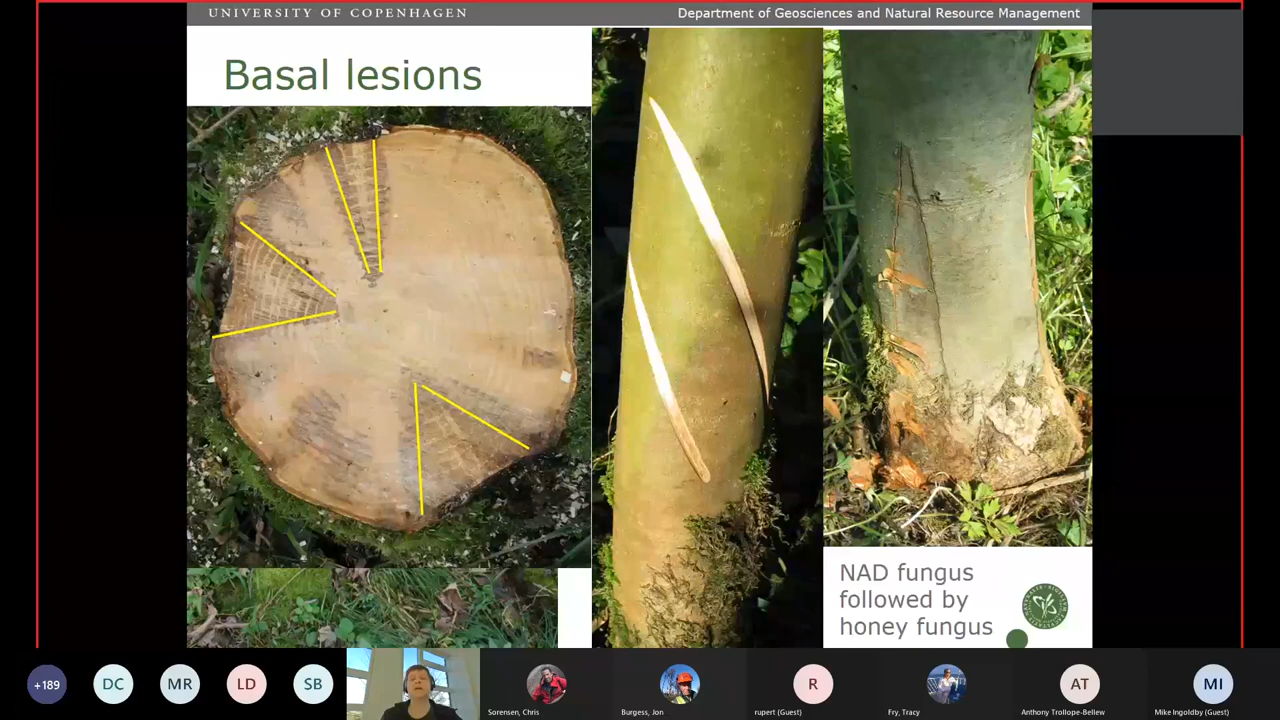 UNIVERSITY OF COPENHAGEN
Department of Geosciences and Natural Resource Management
Basal lesions
NAD fungus
followed by
honey fungus
+189
DC
MR
LD
SB
Sorensen, Chris
Burgess, Jon
R
rupert (Guest)
Fry, Tracy
AT
Anthony Trollope-Bellew
MI
Mike Ingoldby (Guest)